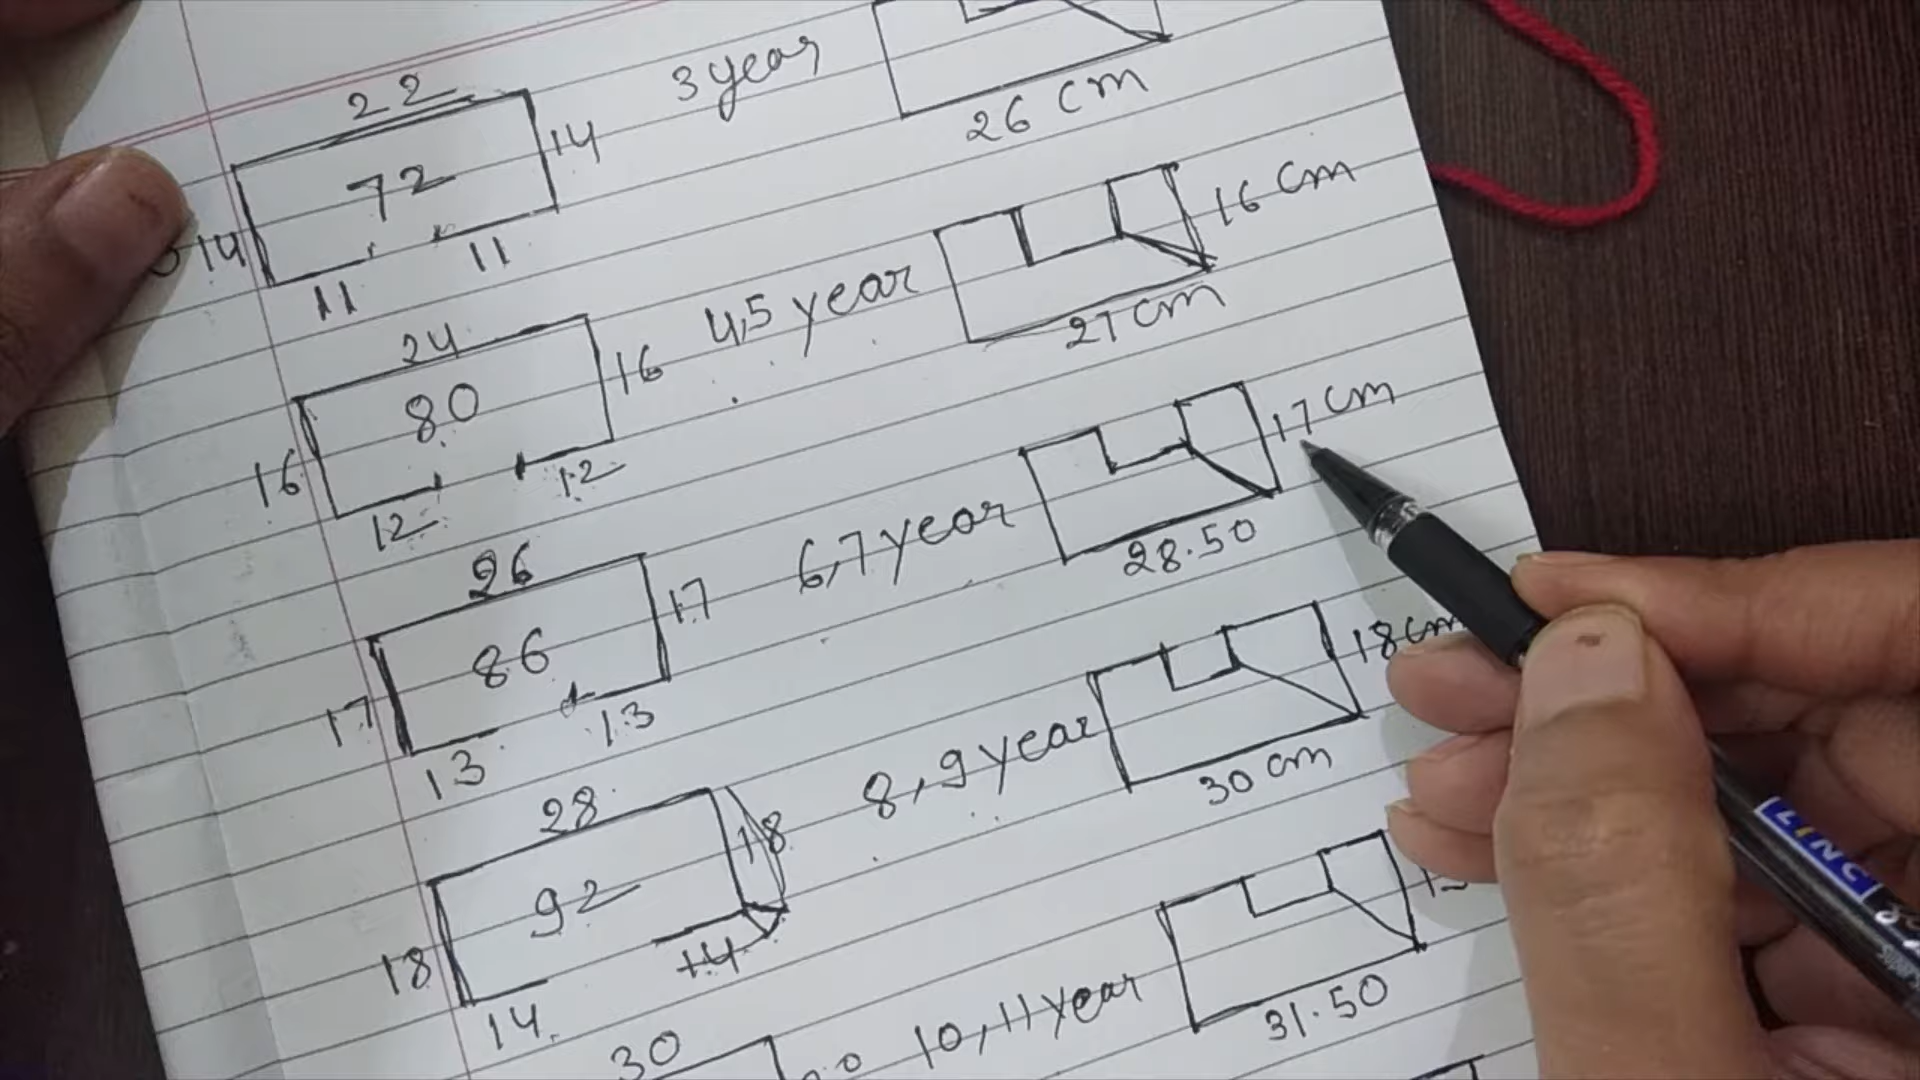 22
72
14
14
11
11
3 year
26 cm
24
80
16
16
12
12
4,5 year
16 cm
27 cm
26
86
17
17
13
13
6,7 year
17 cm
28.50
28
92
18
18
14
14
8,9 year
18 cm
30 cm
30
10,11 year
31.50
LINC